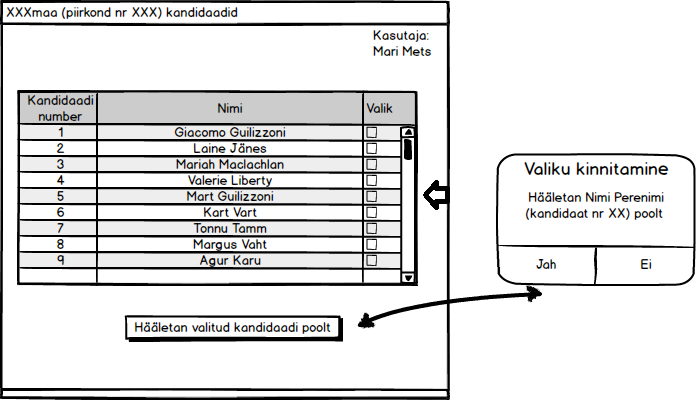 XXXmaa (piirkond nr XXX) kandidaadid
Kasutaja:
Mari Mets
Kandidaadi number Nimi Valik
1 Giacomo Guilizzoni
2 Laine Jänes
3 Mariah Maclachlan
4 Valerie Liberty
5 Mart Guilizzoni
6 Kart Vart
7 Tonnu Tamm
8 Margus Vaht
9 Agur Karu
Hääletan valitud kandidaadi poolt
Valiku kinnitamine
Hääletan Nimi Perenimi
(kandidaat nr XX) poolt
Jah Ei